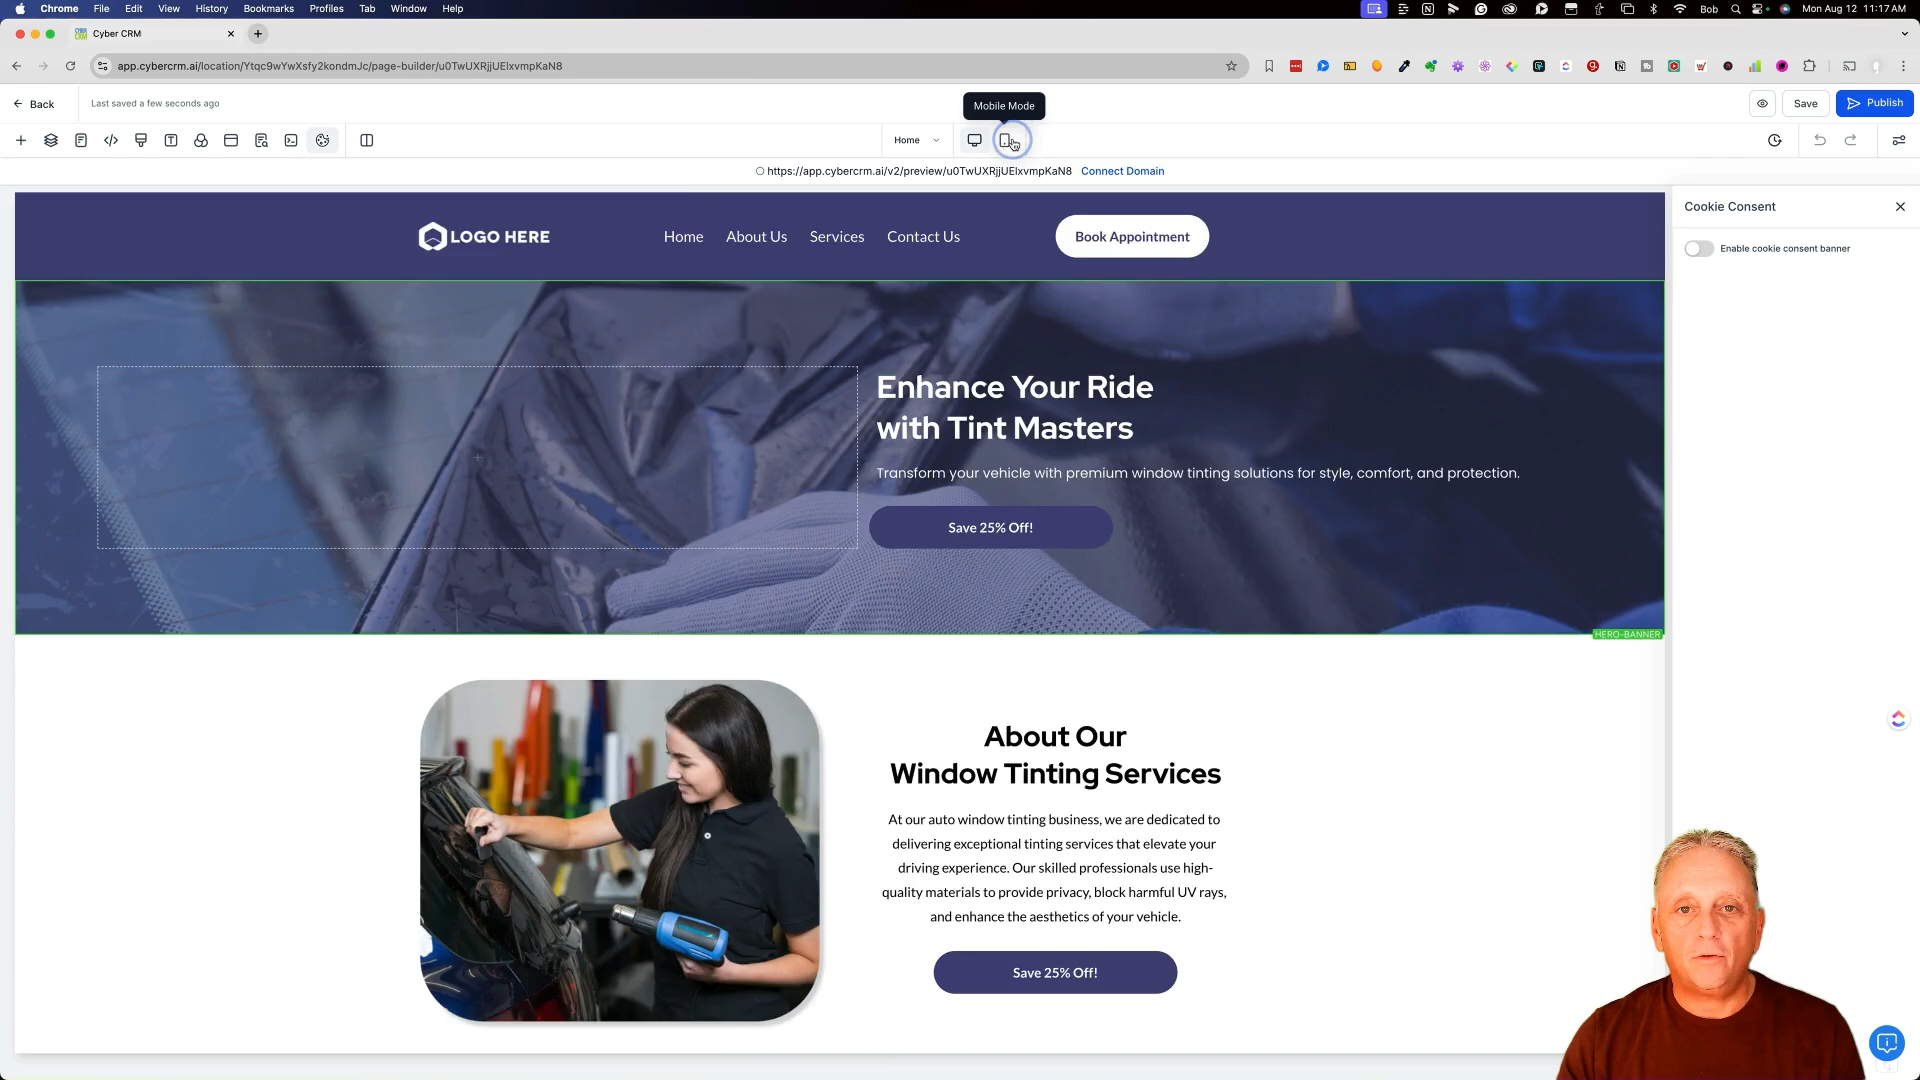 Chrome File Edit View History Bookmarks Profiles Tab Window Help
Bob Mon Aug 12 11:17 AM
Cyber CRM
app.cybercrm.ai/location/Ytqc9wYwXsfy2kondmJc/page-builder/u0TwUXRjjUElxvmpKaN8
Back
Last saved a few seconds ago
Mobile Mode
Save
Publish
Home
https://app.cybercrm.ai/v2/preview/u0TwUXRjjUElxvmpKaN8 Connect Domain
Cookie Consent
Enable cookie consent banner
LOGO HERE
Home About Us Services Contact Us
Book Appointment
Enhance Your Ride
with Tint Masters
Transform your vehicle with premium window tinting solutions for style, comfort, and protection.
Save 25% Off!
HERO-BANNER
About Our
Window Tinting Services
At our auto window tinting business, we are dedicated to
delivering exceptional tinting services that elevate your
driving experience. Our skilled professionals use high-
quality materials to provide privacy, block harmful UV rays,
and enhance the aesthetics of your vehicle.
Save 25% Off!